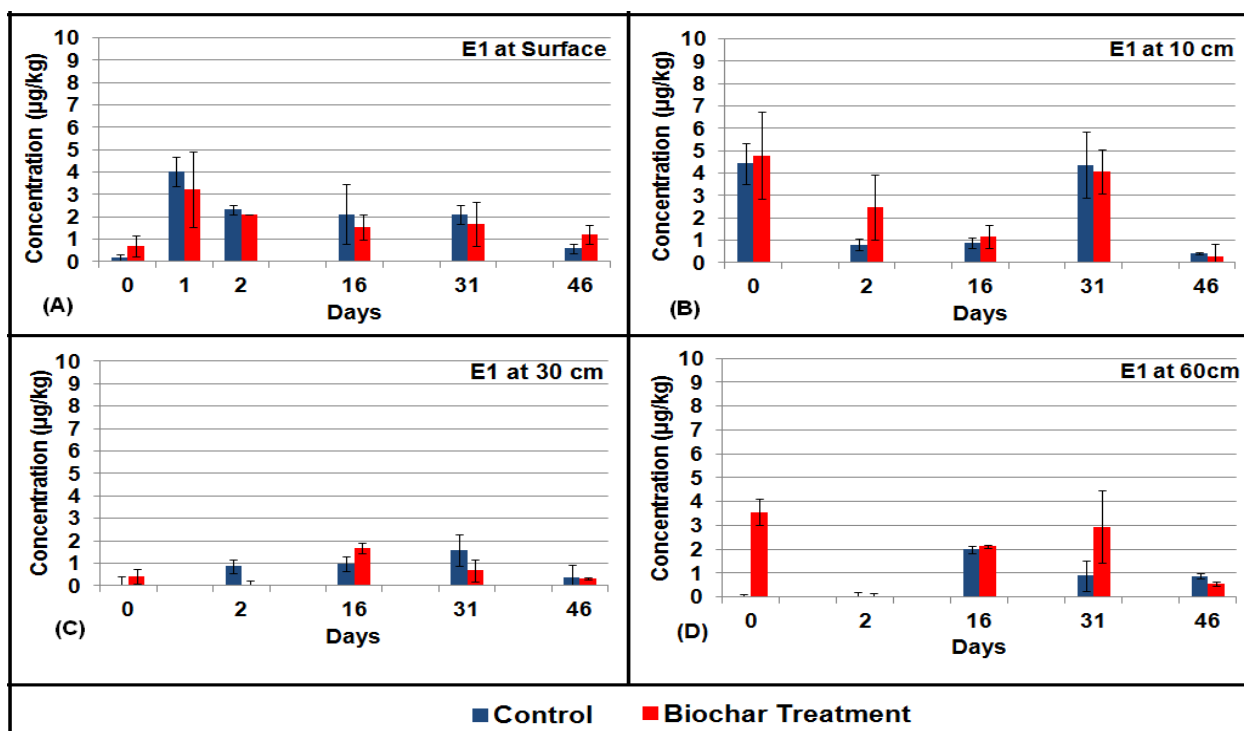 E1 at Surface
Concentration (µg/kg)
10
9
8
7
6
5
4
3
2
1
0
0 1 2 16 31 46
Days
(A)
E1 at 10 cm
Concentration (µg/kg)
10
9
8
7
6
5
4
3
2
1
0
0 2 16 31 46
Days
(B)
E1 at 30 cm
Concentration (µg/kg)
10
9
8
7
6
5
4
3
2
1
0
0 2 16 31 46
Days
(C)
E1 at 60cm
Concentration (µg/kg)
10
9
8
7
6
5
4
3
2
1
0
0 2 16 31 46
Days
(D)
Control Biochar Treatment